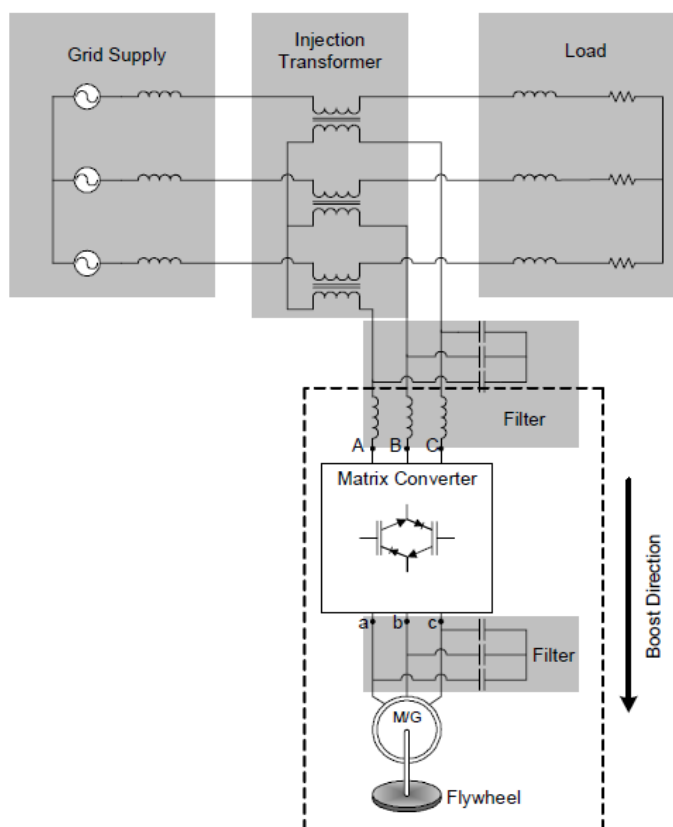 Grid Supply
Injection
Transformer
Load
Filter
A B C
Matrix Converter
a b c
Filter
M/G
Flywheel
Boost Direction